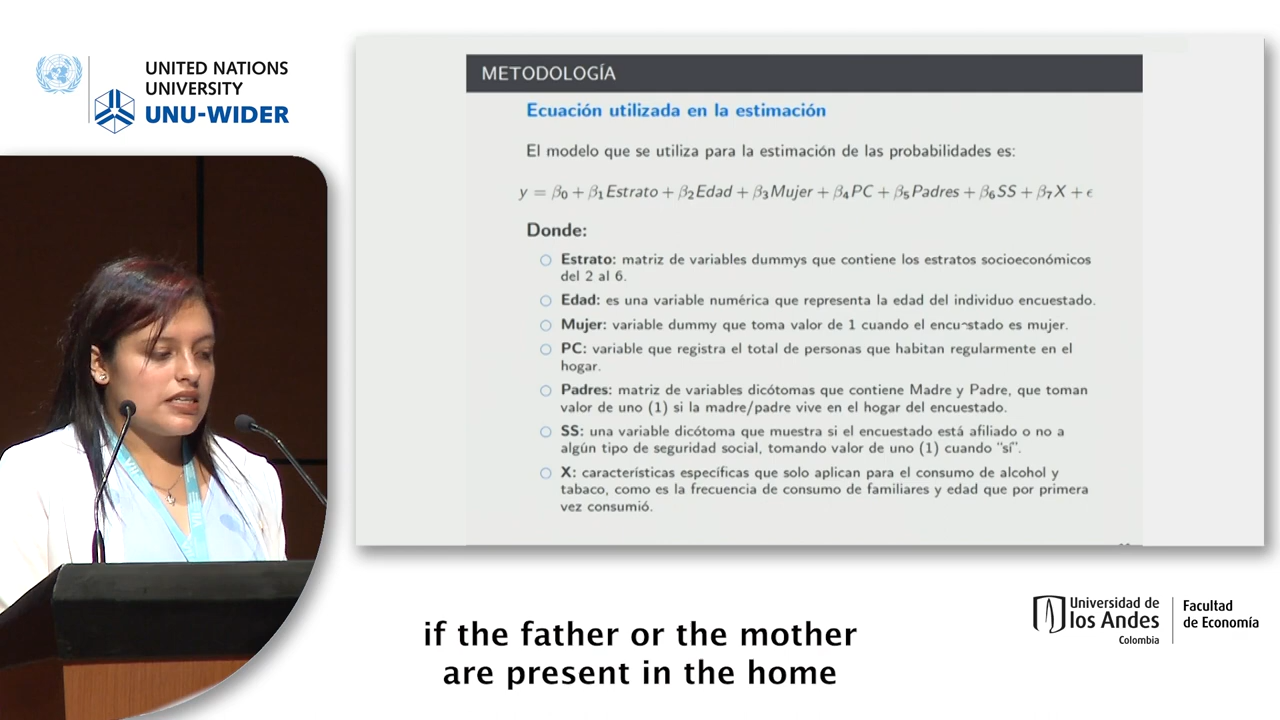 UNITED NATIONS
UNIVERSITY
UNU-WIDER
METODOLOGÍA
Ecuación utilizada en la estimación
El modelo que se utiliza para la estimación de las probabilidades es:
y = β₀ + β₁Estrato + β₂Edad + β₃Mujer + β₄PC + β₅Padres + β₆SS + β₇X + ϵ
Donde:
Estrato: matriz de variables dummys que contiene los estratos socioeconómicos
del 2 al 6.
Edad: es una variable numérica que representa la edad del individuo encuestado.
Mujer: variable dummy que toma valor de 1 cuando el encuestado es mujer.
PC: variable que registra el total de personas que habitan regularmente en el
hogar.
Padres: matriz de variables dicótomas que contiene Madre y Padre, que toman
valor de uno (1) si la madre/padre vive en el hogar del encuestado.
SS: una variable dicótoma que muestra si el encuestado está afiliado o no a
algún tipo de seguridad social, tomando valor de uno (1) cuando “sí”.
X: características específicas que solo aplican para el consumo de alcohol y
tabaco, como es la frecuencia de consumo de familiares y edad que por primera
vez consumió.
if the father or the mother
are present in the home
Universidad de
los Andes
Colombia
Facultad
de Economía